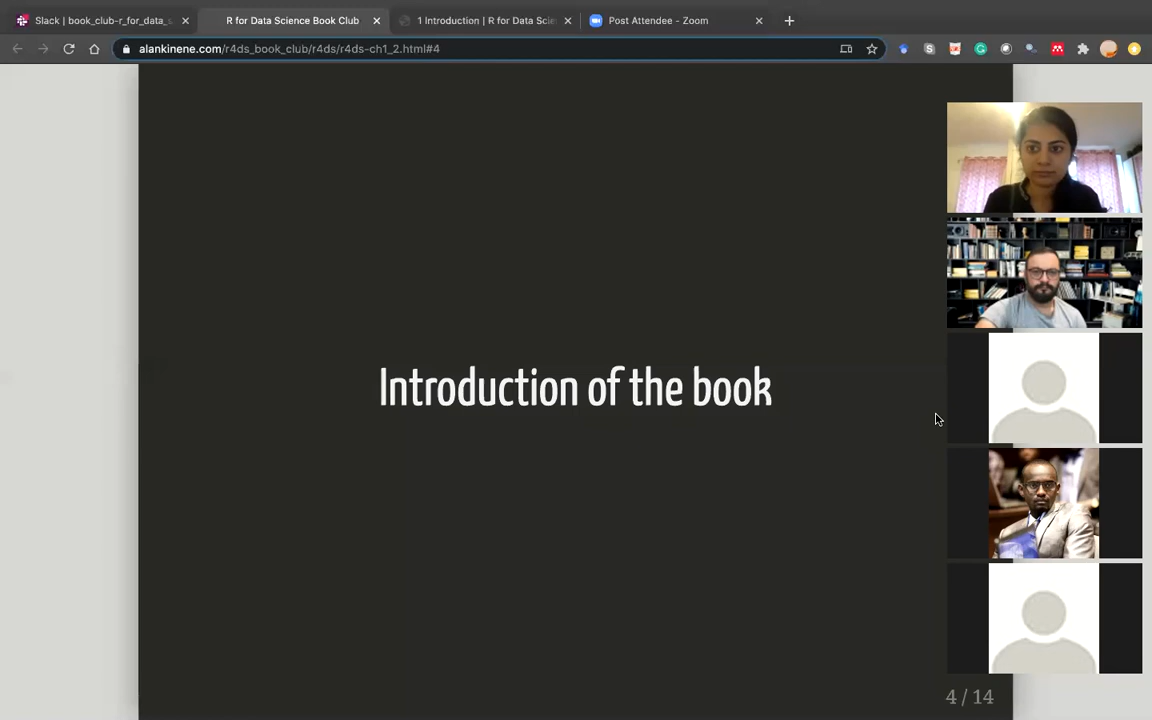 Slack | book_club-r_for_data_s
R for Data Science Book Club
1 Introduction | R for Data Scie
Post Attendee - Zoom
alankinene.com/r4ds_book_club/r4ds/r4ds-ch1_2.html#4
Introduction of the book
4 / 14